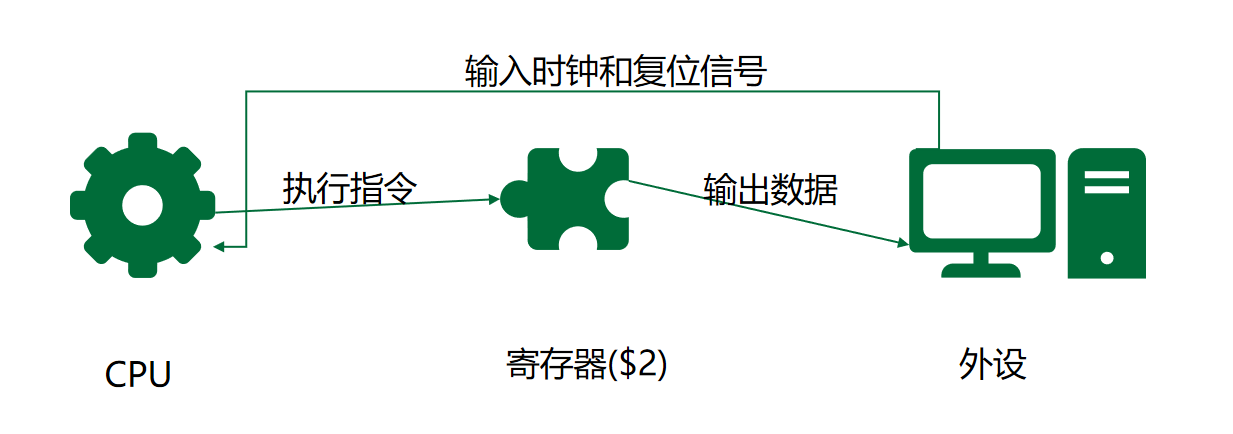 输入时钟和复位信号
执行指令
输出数据
CPU
寄存器($2)
外设